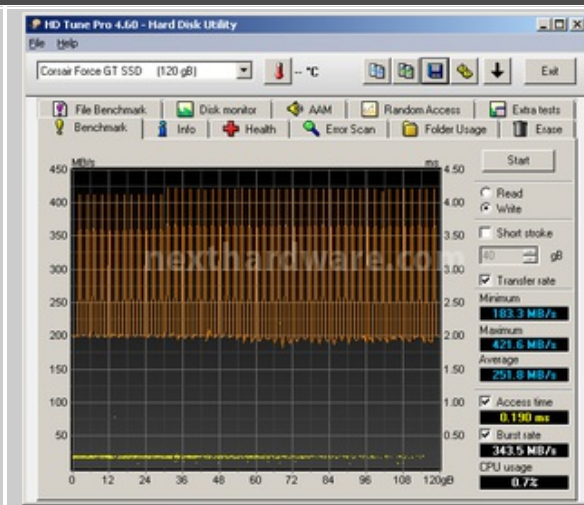 HD Tune Pro 4.60 - Hard Disk Utility
File Help
Corsair Force GT SSD (120 gB) -- °C Exit
File Benchmark Disk monitor AAM Random Access Extra tests
Benchmark Info Health Error Scan Folder Usage Erase
MB/s ms Start
450 4.50
400 4.00
350 3.50
300 3.00
250 2.50
200 2.00
150 1.50
100 1.00
50 0.50
0 12 24 36 48 60 72 84 96 108 120gB
nexthardware.com
Read
Write
Short stroke
40 gB
Transfer rate
Minimum
183.3 MB/s
Maximum
421.6 MB/s
Average
251.8 MB/s
Access time
0.190 ms
Burst rate
343.5 MB/s
CPU usage
0.7%